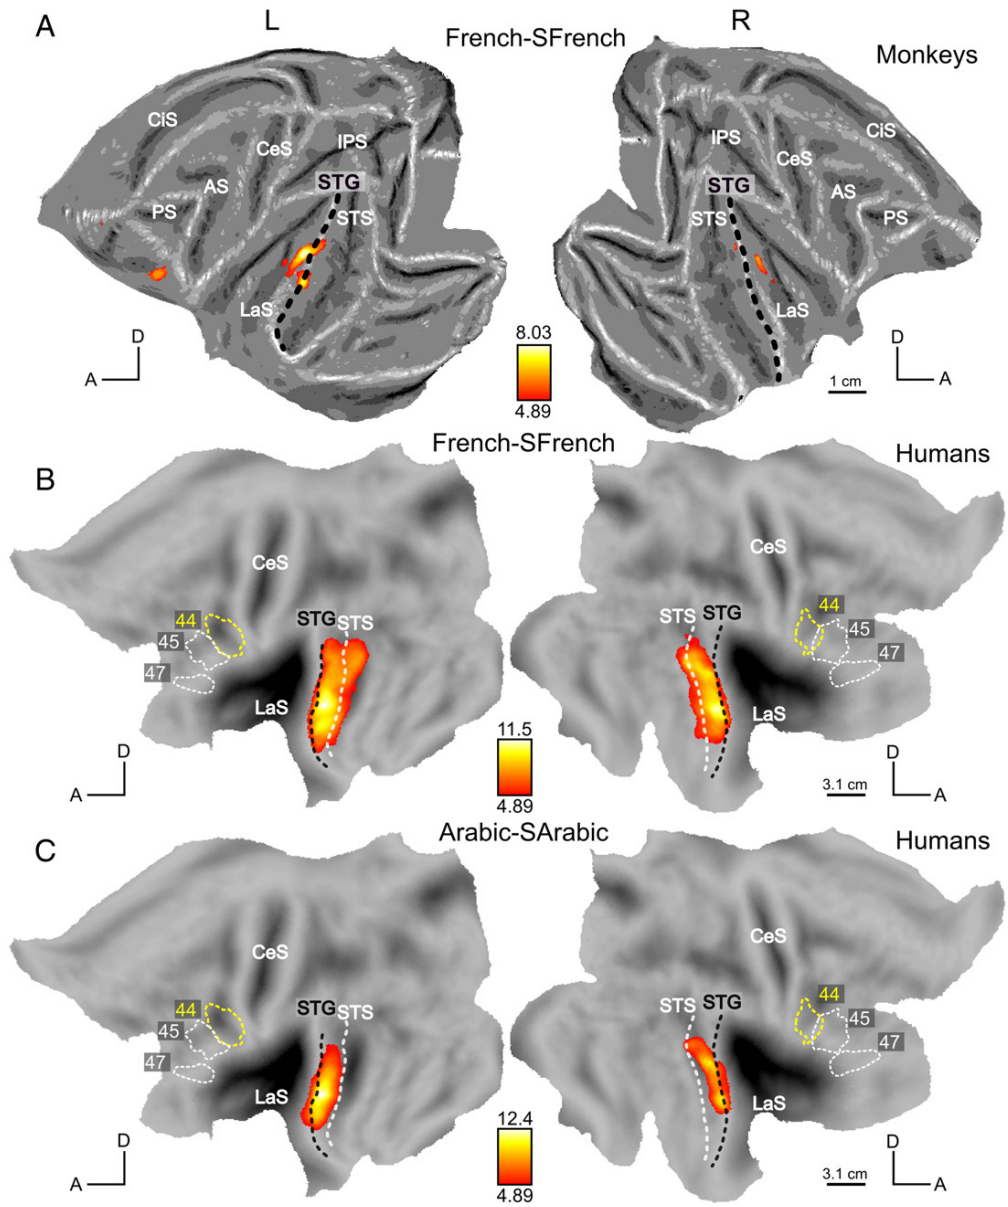 A
L
R
French-SFrench
Monkeys
CiS
CeS
IPS
AS
PS
STG
STS
LaS
IPS
CiS
CeS
STG
STS
AS
PS
LaS
D
A
8.03
4.89
1 cm
D
A
French-SFrench
Humans
B
CeS
44
45
47
STG
STS
LaS
CeS
STS
STG
44
45
47
LaS
D
A
11.5
4.89
3.1 cm
D
A
Arabic-SArabic
Humans
C
CeS
44
45
47
STG
STS
LaS
CeS
STS
STG
44
45
47
LaS
D
A
12.4
4.89
3.1 cm
D
A